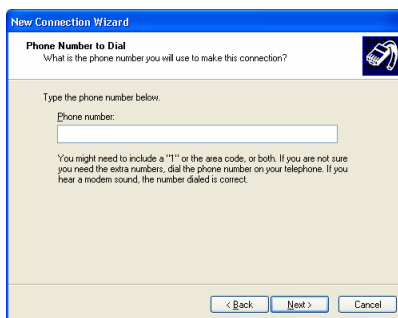 New Connection Wizard
Phone Number to Dial
What is the phone number you will use to make this connection?
Type the phone number below.
Phone number:
You might need to include a "1" or the area code, or both. If you are not sure
you need the extra numbers, dial the phone number on your telephone. If you
hear a modem sound, the number dialed is correct.
< Back Next > Cancel